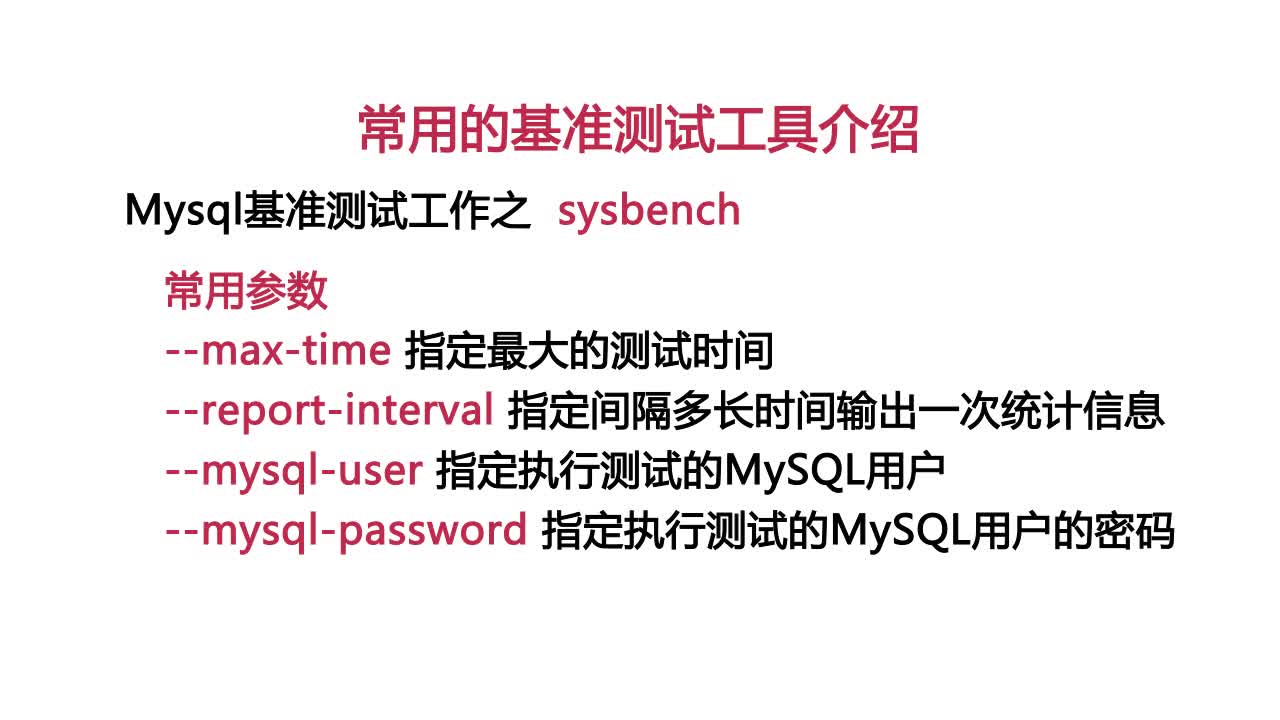 常用的基准测试工具介绍
Mysql基准测试工作之 sysbench
常用参数
--max-time 指定最大的测试时间
--report-interval 指定间隔多长时间输出一次统计信息
--mysql-user 指定执行测试的MySQL用户
--mysql-password 指定执行测试的MySQL用户的密码